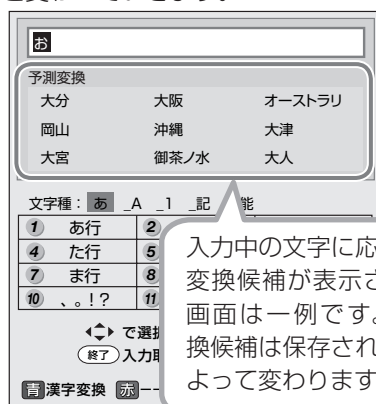 お
予測変換
大分 大阪 オーストラリ
岡山 沖縄 大津
大宮 御茶ノ水 大人
文字種： あ _A _1 _記 能
1 あ行 2
4 た行 5
7 ま行 8
10 、。!? 11
入力中の文字に応
変換候補が表示さ
画面は一例です。
換候補は保存され
よって変わります
で選択
終了 入力
青 漢字変換 赤